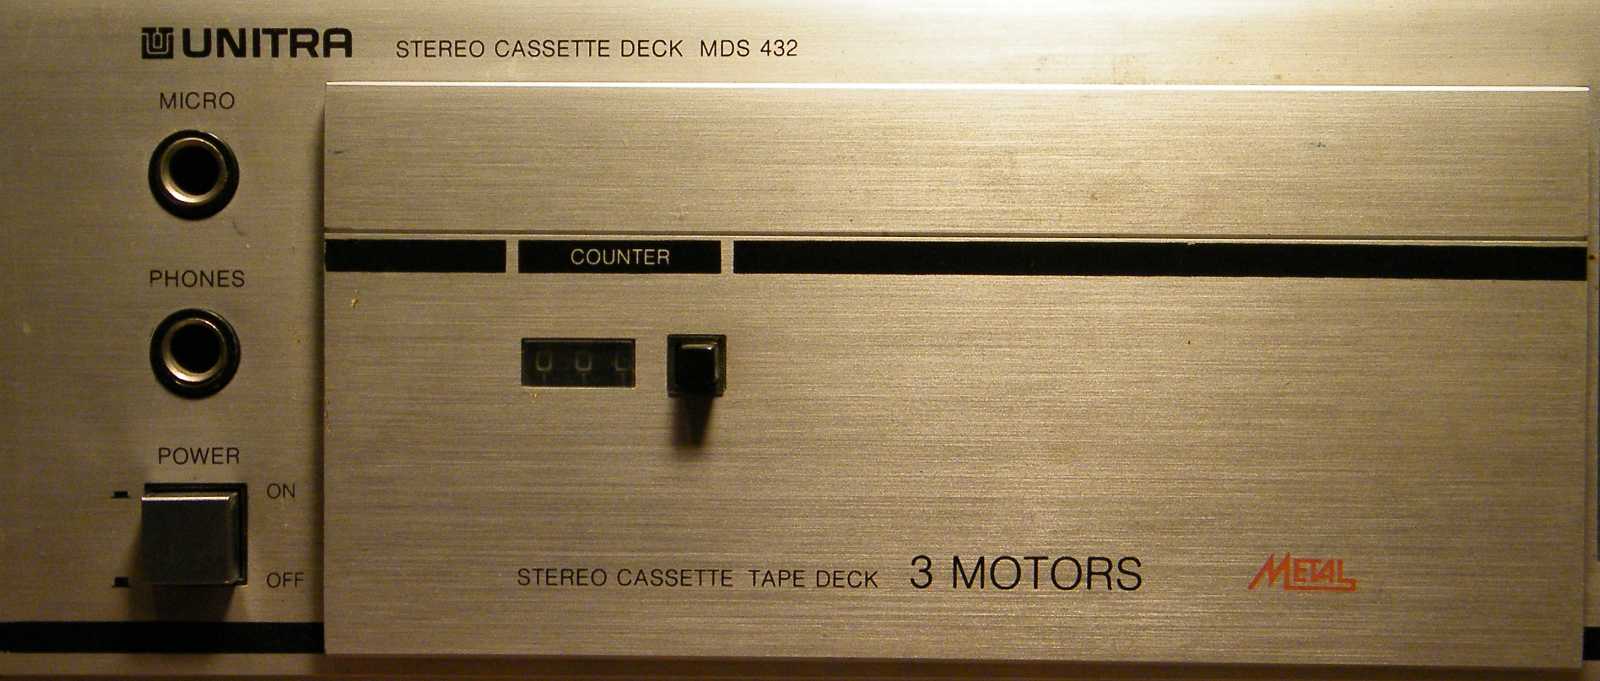 UNITRA STEREO CASSETTE DECK MDS 432
MICRO
PHONES
POWER
ON
OFF
COUNTER
STEREO CASSETTE TAPE DECK 3 MOTORS METAL